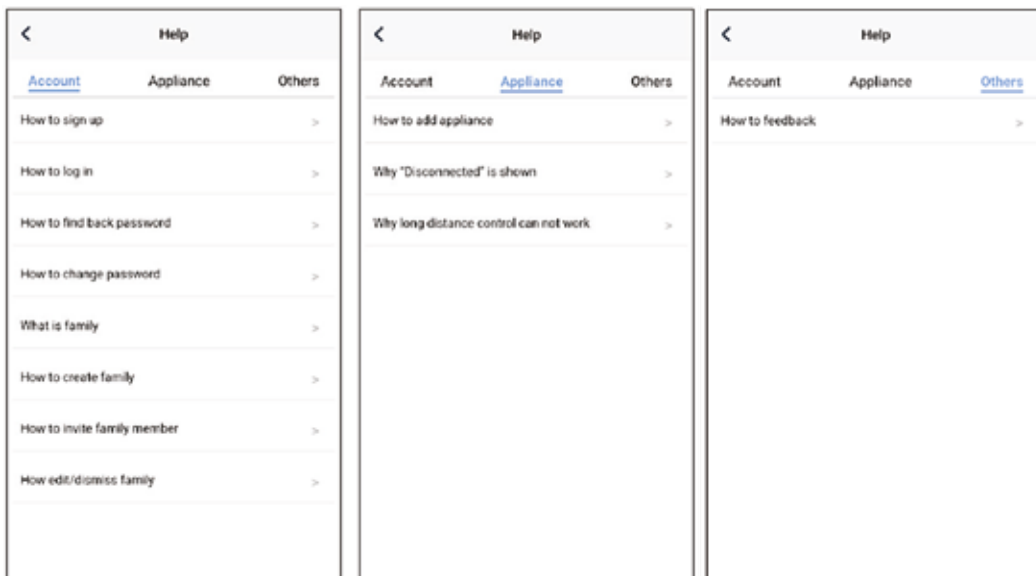 Help
Account Appliance Others
How to sign up >
How to log in >
How to find back password >
How to change password >
What is family >
How to create family >
How to invite family member >
How edit/dismiss family >
Help
Account Appliance Others
How to add appliance >
Why "Disconnected" is shown >
Why long distance control can not work >
Help
Account Appliance Others
How to feedback >